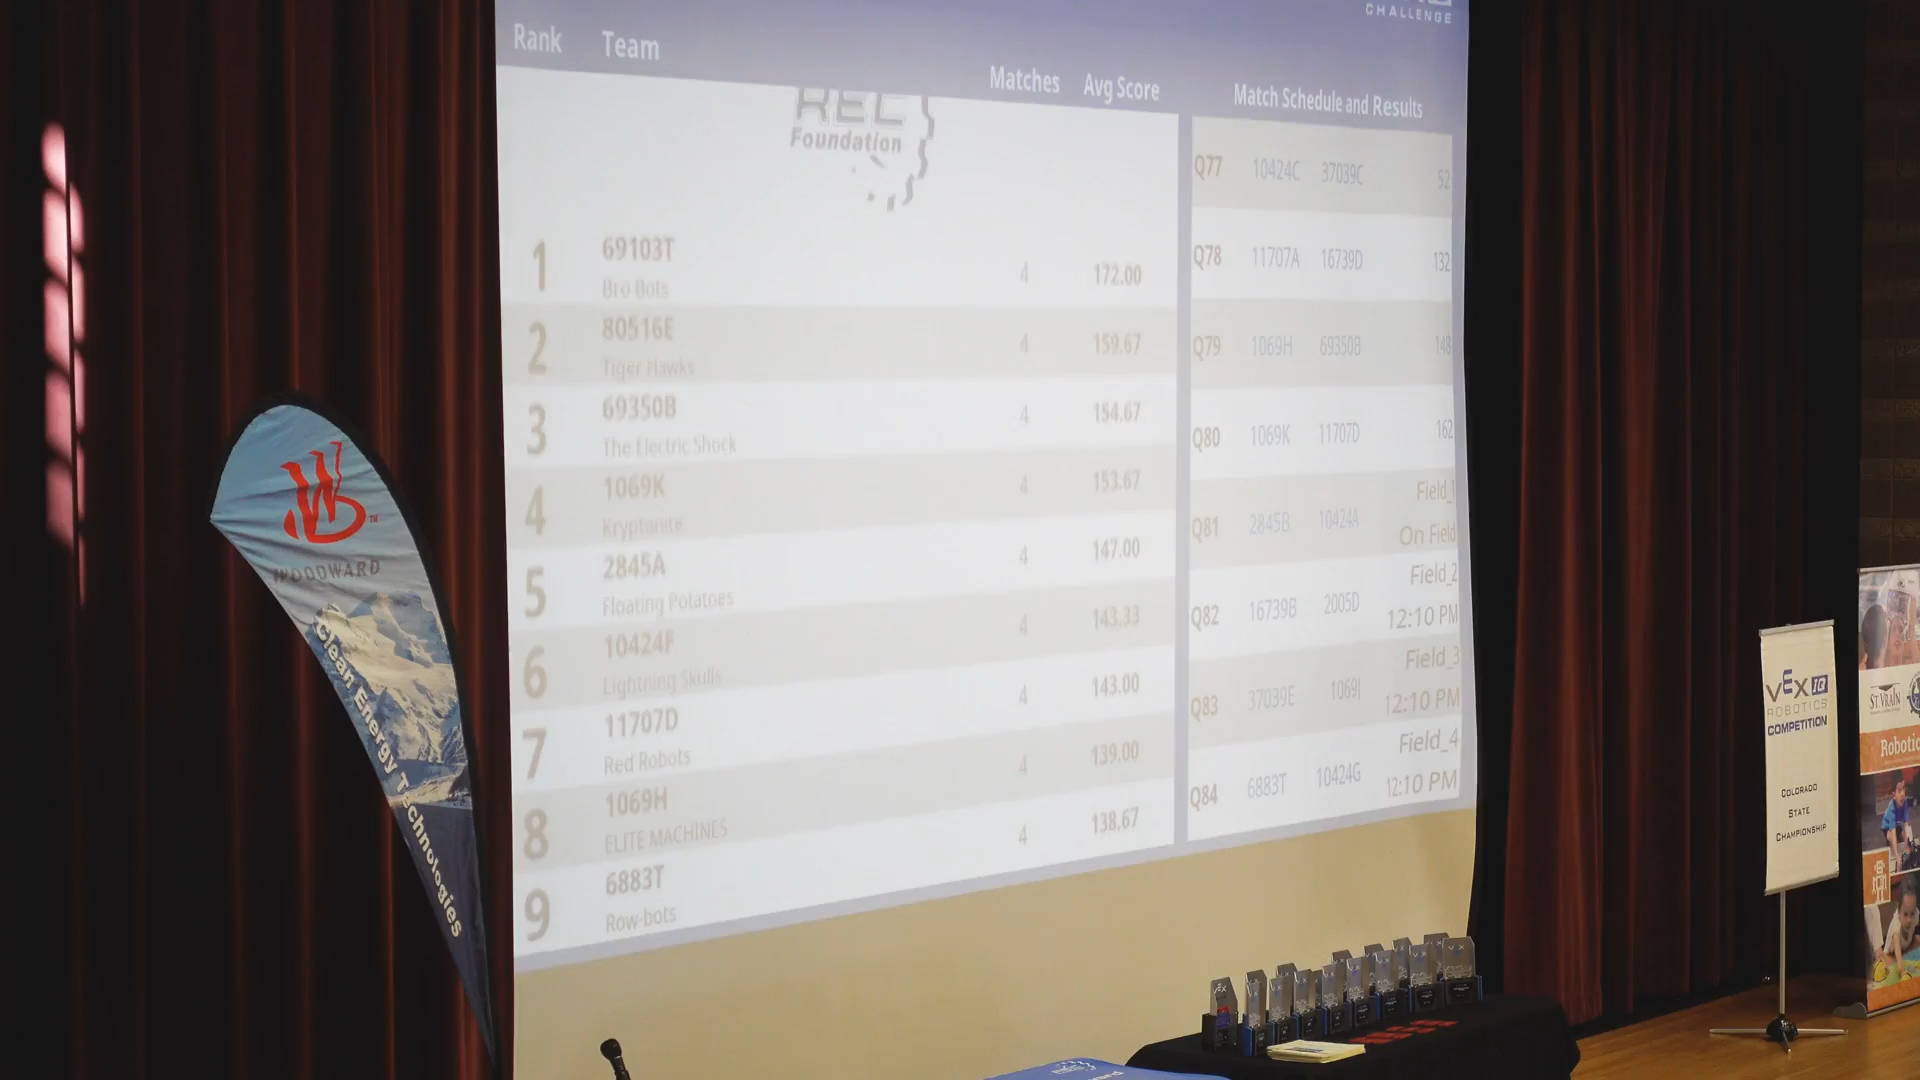 CHALLENGE
Rank Team Matches Avg Score
REC
Foundation
1 69103T 4 172.00
Bro Bots
2 80516E 4 159.67
Tiger Hawks
3 69350B 4 154.67
The Electric Shock
4 1069K 4 153.67
Kryptonite
5 2845A 4 147.00
Floating Potatoes
6 10424F 4 143.33
Lightning Skulls
7 11707D 4 143.00
Red Robots
8 1069H 4 139.00
ELITE MACHINES
9 6883T 4 138.67
Row-bots
Match Schedule and Results
Q77 10424C 37039C 52
Q78 11707A 16739D 132
Q79 1069H 69350B 148
Q80 1069K 11707D 162
Q81 2845B 10424A Field_1
On Field
Q82 16739B 2005D Field_2
12:10 PM
Q83 37039E 1069J Field_3
12:10 PM
Q84 6883T 10424G Field_4
12:10 PM
W TM
WOODWARD
Clean Energy Technologies
VEX IQ
ROBOTICS
COMPETITION
COLORADO
STATE
CHAMPIONSHIP
ST VRAIN
Robotic
VEX